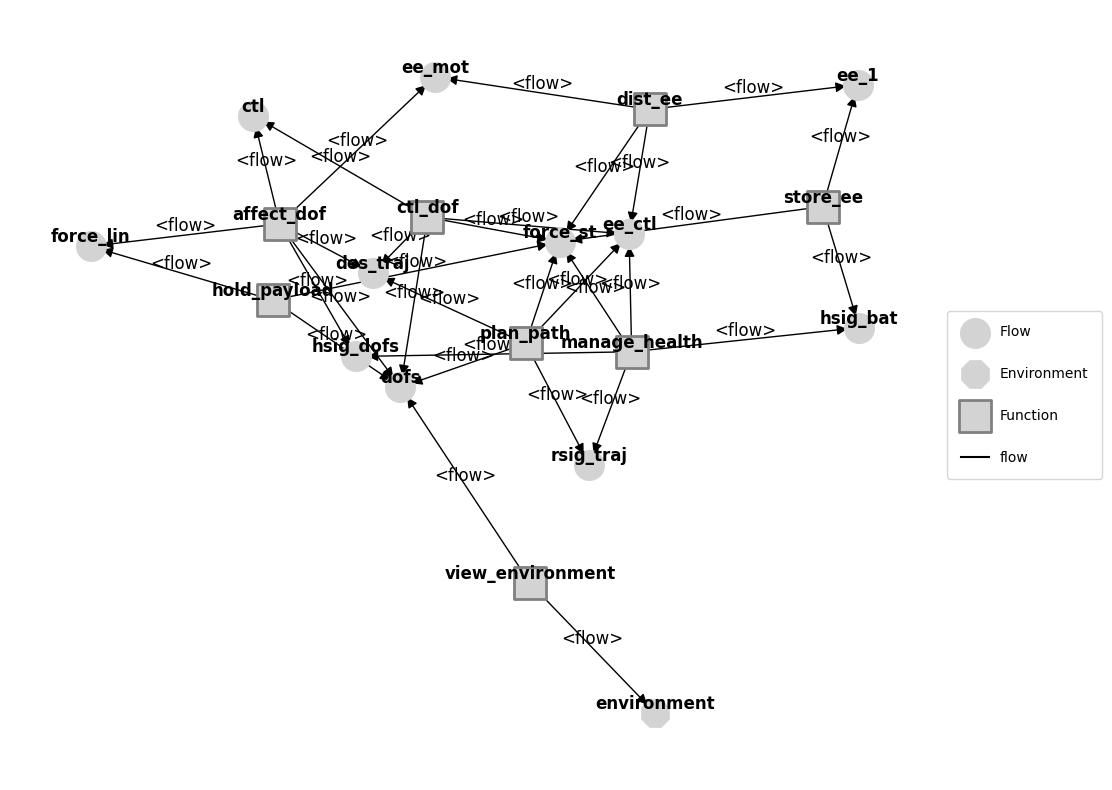 ee_mot
ee_1
<flow>
<flow>
dist_ee
ctl
<flow>
<flow>
<flow>
<flow>
<flow>
<flow>
store_ee
affect_dof
ctl_dof
<flow>
<flow>
<flow>
<flow>
ee_ctl
force_st
force_lin
<flow>
<flow>
<flow>
des_traj
<flow>
<flow>
hsig_bat
hold_payload
<flow>
<flow>
<flow>
<flow>
<flow>
<flow>
<flow>
<flow>
Flow
<flow>
<flow>
plan_path
manage_health
hsig_dofs
<flow>
<flow>
Environment
dofs
<flow>
<flow>
Function
rsig_traj
flow
<flow>
view_environment
<flow>
environment